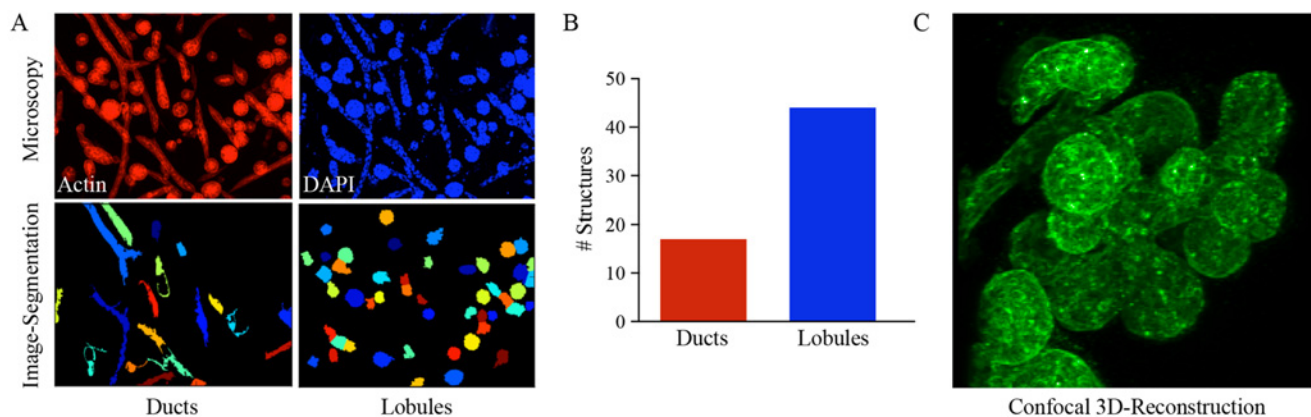 A
Microscopy
Actin
DAPI
Image-Segmentation
Ducts
Lobules
B
# Structures
50
40
30
20
10
0
Ducts
Lobules
C
Confocal 3D-Reconstruction